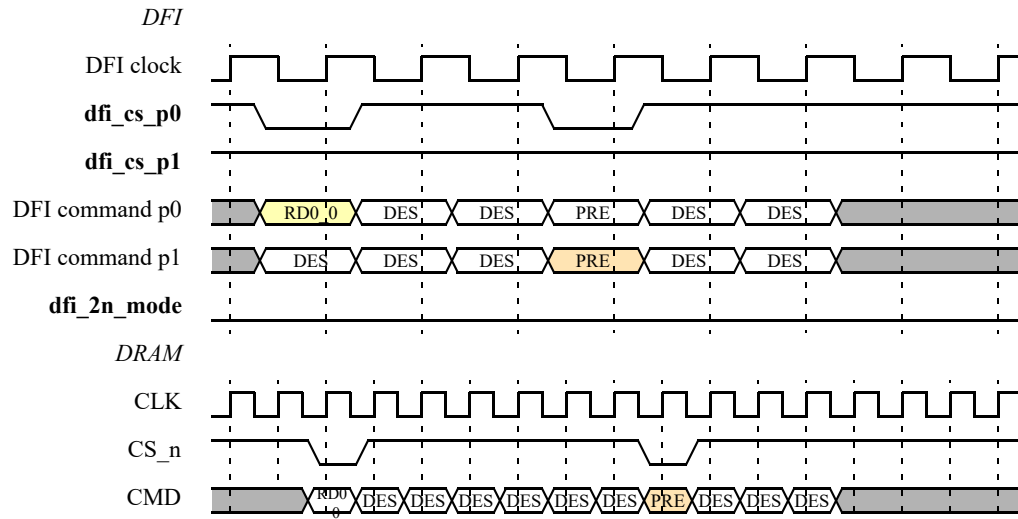 DFI
DFI clock
dfi_cs_p0
dfi_cs_p1
DFI command p0 RD0_0 DES DES PRE DES DES
DFI command p1 DES DES DES PRE DES DES
dfi_2n_mode
DRAM
CLK
CS_n
CMD RD0 DES DES DES DES DES DES PRE DES DES DES
0